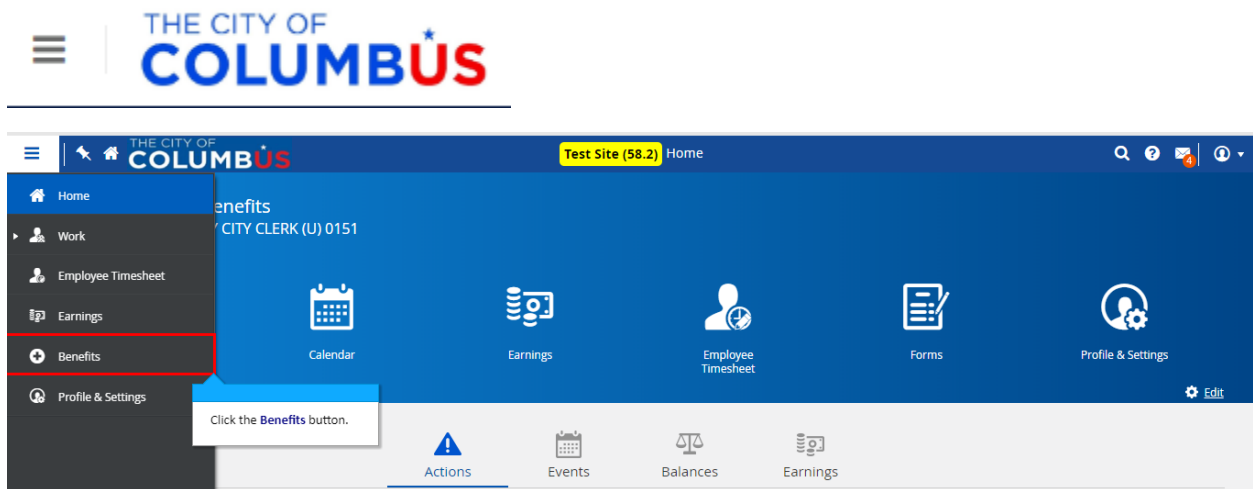 THE CITY OF
COLUMBUS
THE CITY OF
COLUMBUS
Test Site (58.2) Home
4
Home
Work
Employee Timesheet
Earnings
Benefits
Profile & Settings
enefits
CITY CLERK (U) 0151
Calendar
Earnings
Employee
Timesheet
Forms
Profile & Settings
Edit
Click the Benefits button.
Actions
Events
Balances
Earnings